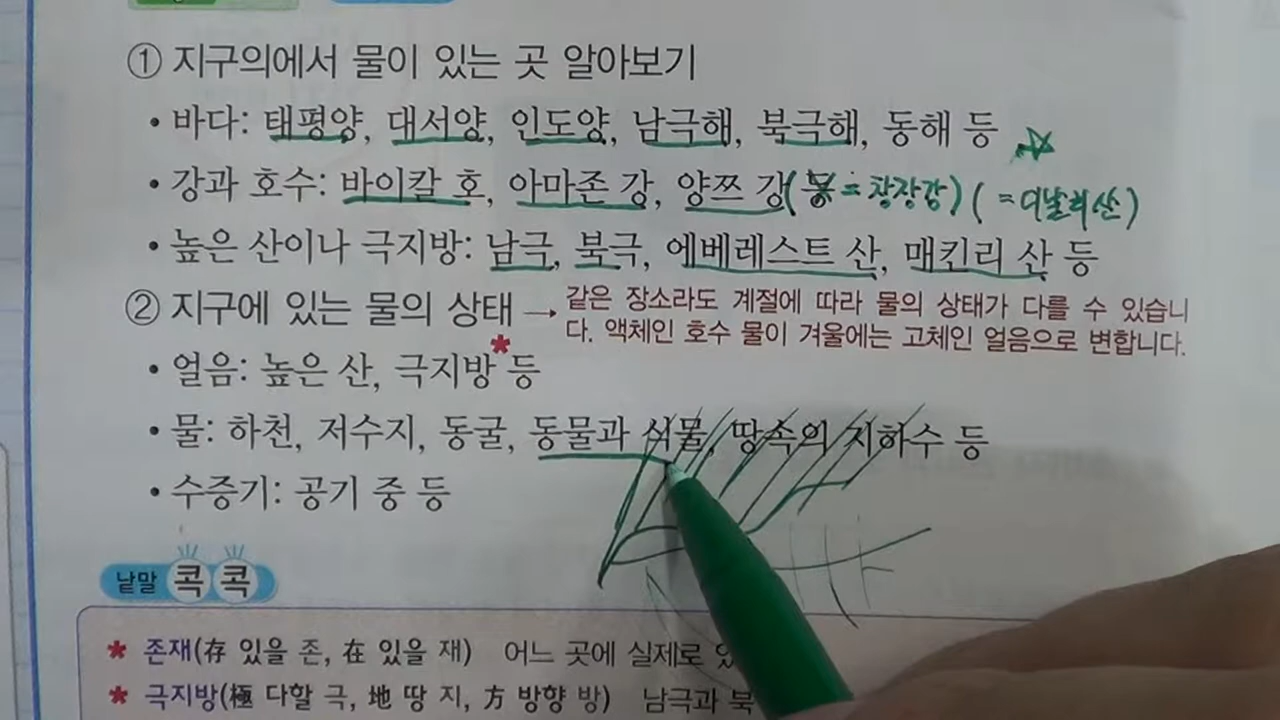 ① 지구의에서 물이 있는 곳 알아보기
• 바다: 태평양, 대서양, 인도양, 남극해, 북극해, 동해 등
• 강과 호수: 바이칼 호, 아마존 강, 양쯔 강( = 창장강) ( = 디날리 산)
• 높은 산이나 극지방: 남극, 북극, 에베레스트 산, 매킨리 산 등
② 지구에 있는 물의 상태 → 같은 장소라도 계절에 따라 물의 상태가 다를 수 있습니
다. 액체인 호수 물이 겨울에는 고체인 얼음으로 변합니다.
• 얼음: 높은 산, 극지방* 등
• 물: 하천, 저수지, 동굴, 동물과 식물, 땅속의 지하수 등
• 수증기: 공기 중 등
낱말 콕콕
* 존재(存 있을 존, 在 있을 재) 어느 곳에 실제로
* 극지방(極 다할 극, 地 땅 지, 方 방향 방) 남극과 북